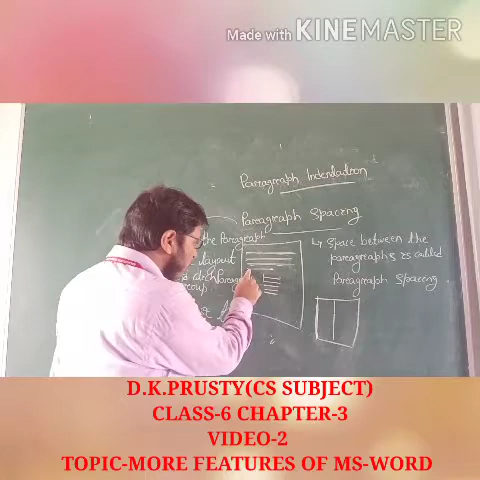 Made with KINEMASTER
Paragraph Indentation
Paragraph Spacing
the Paragraph
layout
group
↳ Space between the
paragraphs is called
Paragraph Spacing
D.K.PRUSTY(CS SUBJECT)
CLASS-6 CHAPTER-3
VIDEO-2
TOPIC-MORE FEATURES OF MS-WORD